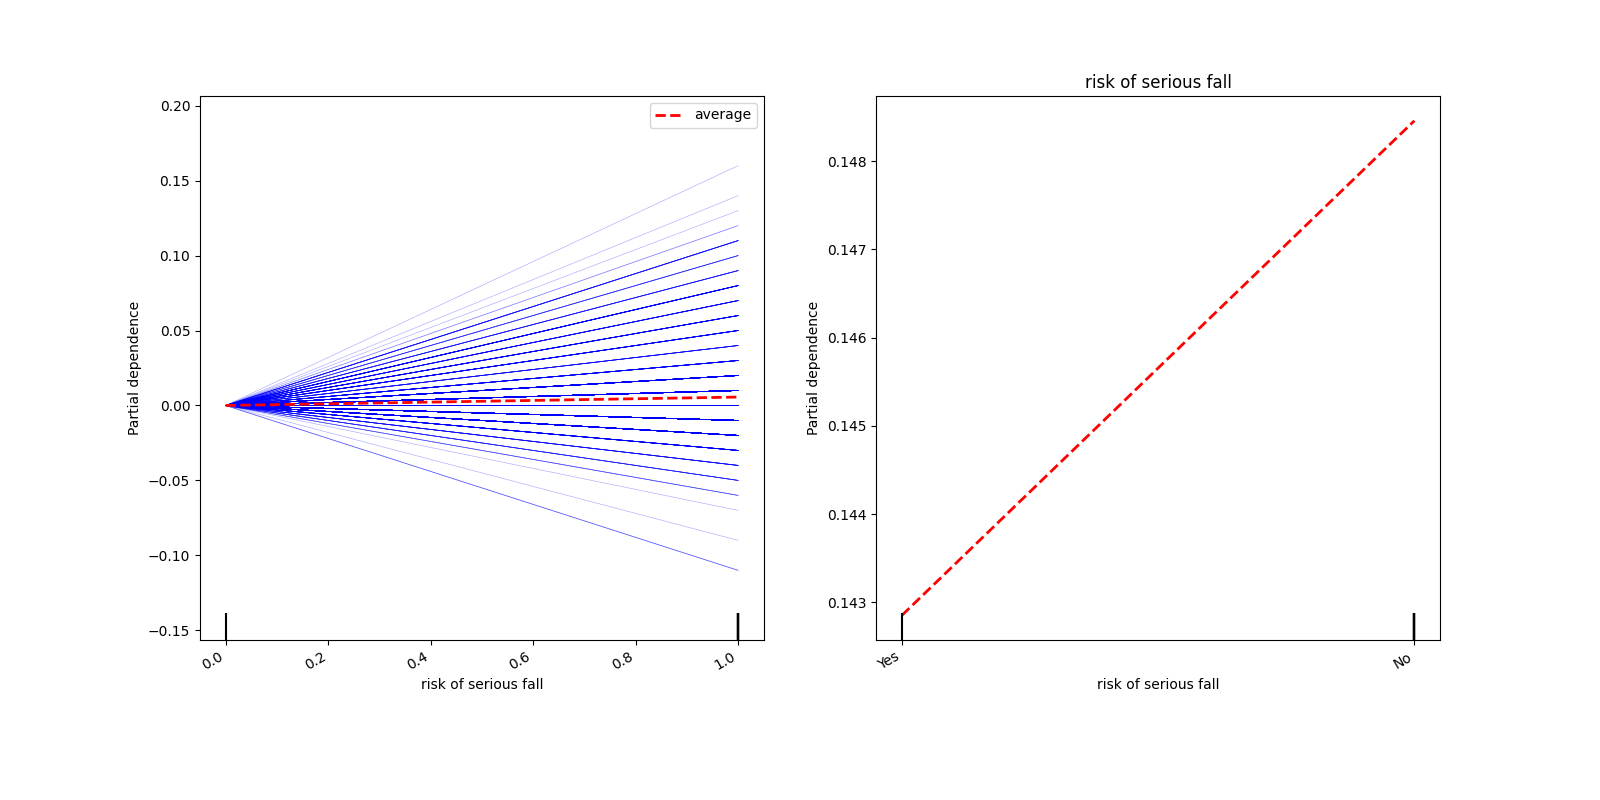 average
0.20
0.15
0.10
0.05
0.00
−0.05
−0.10
−0.15
Partial dependence
0.0
0.2
0.4
0.6
0.8
1.0
risk of serious fall
risk of serious fall
0.148
0.147
0.146
0.145
0.144
0.143
Partial dependence
Yes
No
risk of serious fall